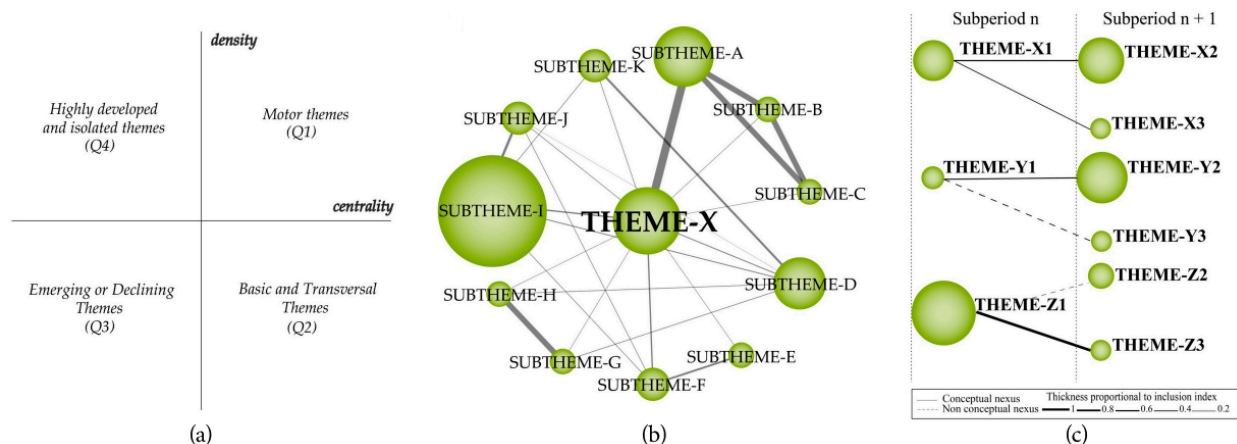 density
Highly developed
and isolated themes
(Q4)
Motor themes
(Q1)
centrality
Emerging or Declining
Themes
(Q3)
Basic and Transversal
Themes
(Q2)
(a)
SUBTHEME-A
SUBTHEME-K
SUBTHEME-B
SUBTHEME-J
SUBTHEME-C
SUBTHEME-I
THEME-X
SUBTHEME-D
SUBTHEME-H
SUBTHEME-G
SUBTHEME-E
SUBTHEME-F
(b)
Subperiod n
Subperiod n + 1
THEME-X1
THEME-X2
THEME-X3
THEME-Y1
THEME-Y2
THEME-Y3
THEME-Z2
THEME-Z1
THEME-Z3
Conceptual nexus
Non conceptual nexus
Thickness proportional to inclusion index
1 0.8 0.6 0.4 0.2
(c)